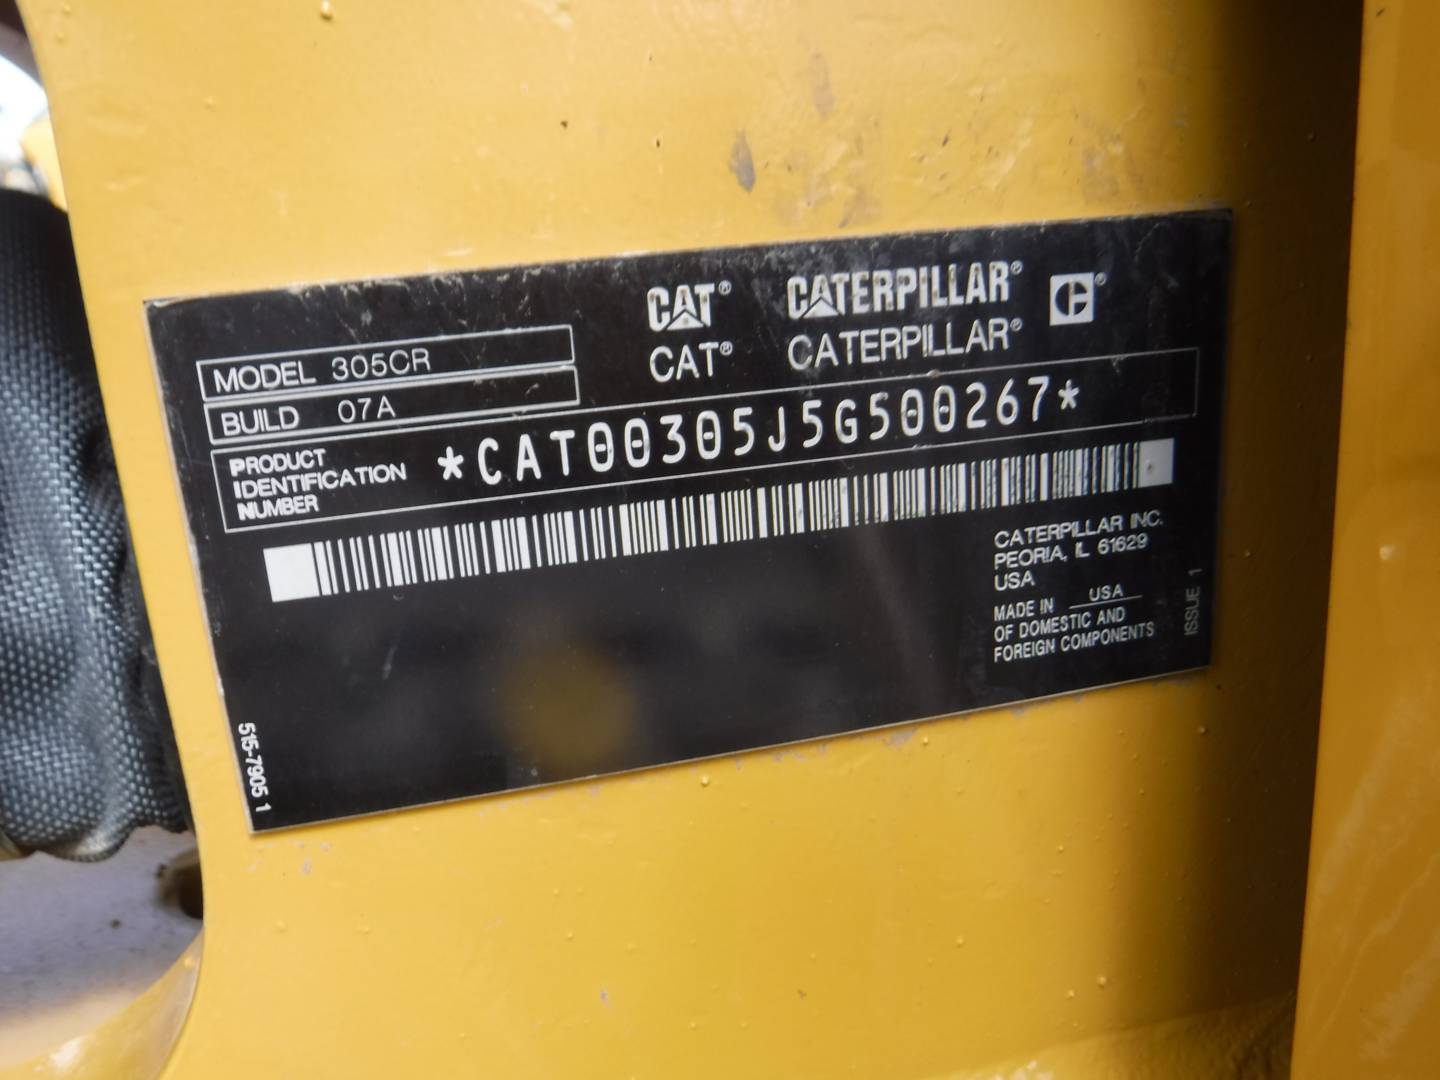 CAT® CATERPILLAR® C®
CAT® CATERPILLAR®
MODEL 305CR
BUILD 07A
PRODUCT
IDENTIFICATION
NUMBER
*CAT00305J5G500267*
CATERPILLAR INC.
PEORIA, IL 61629
USA
MADE IN USA
OF DOMESTIC AND
FOREIGN COMPONENTS
ISSUE 1
515-7905 1